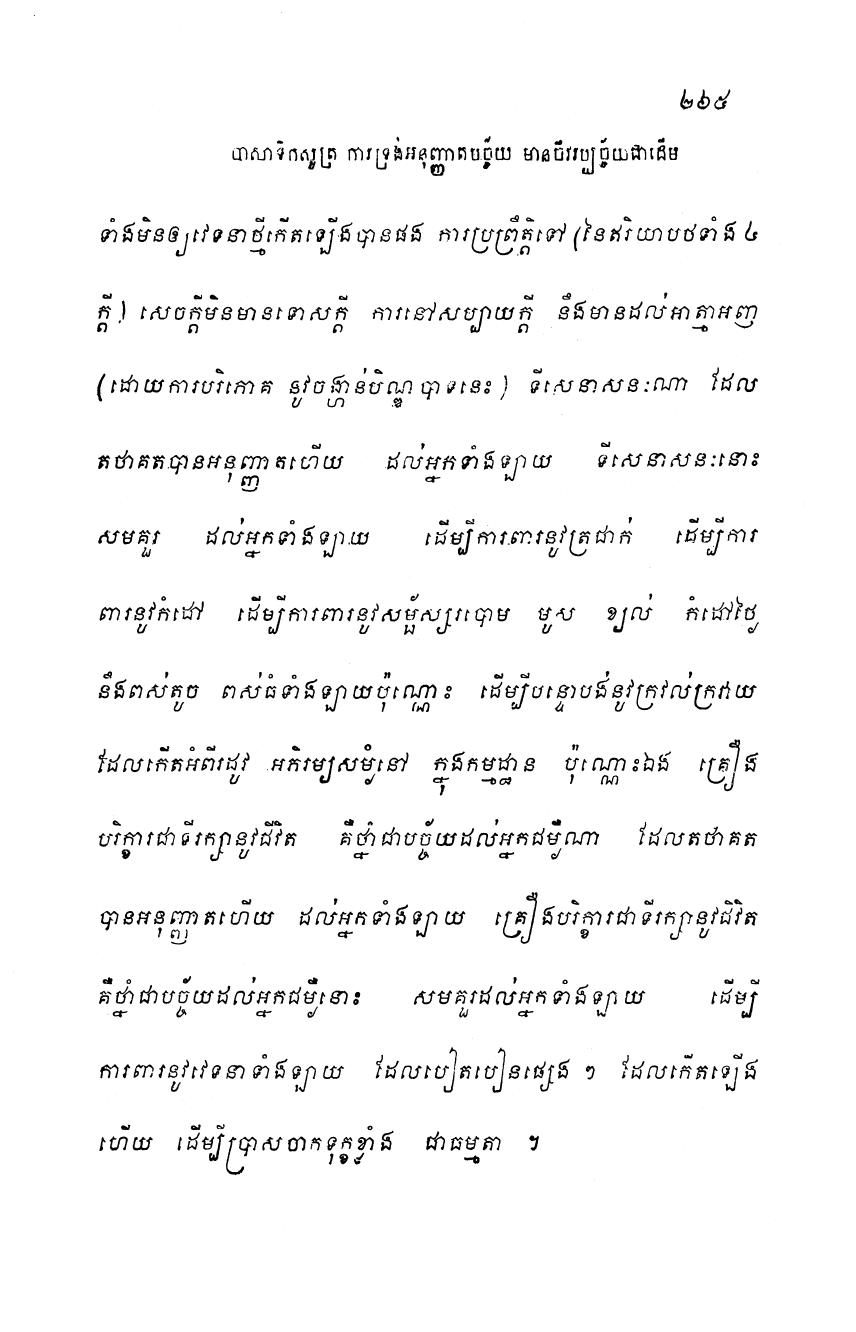 ២៦៥
បាសាទិកសូត្រ ការទ្រង់អនុញ្ញាតបច្ច័យ មានចីវរប្បច្ច័យជាដើម
ទាំងមិនឲ្យវេទនាថ្មីកើតឡើងបានផង ការប្រព្រឹត្តិទៅ (នៃឥរិយាបថទាំង ៤
ក្តី) សេចក្តីមិនមានទោសក្តី ការនៅសប្បាយក្តី នឹងមានដល់អាត្មាអញ
(ដោយការបរិភោគ នូវចង្ហាន់បិណ្ឌបាទនេះ) ទីសេនាសនៈណា ដែល
តថាគតបានអនុញ្ញាតហើយ ដល់អ្នកទាំងឡាយ ទីសេនាសនៈនោះ
សមគួរ ដល់អ្នកទាំងឡាយ ដើម្បីការពារនូវត្រជាក់ ដើម្បីការ
ពារនូវកំដៅ ដើម្បីការពារនូវសម្ផ័ស្សរបោម មូស ខ្យល់ កំដៅថ្ងៃ
នឹងពស់តូច ពស់ធំទាំងឡាយប៉ុណ្ណោះ ដើម្បីបន្ទោបង់នូវក្រវល់ក្រវាយ
ដែលកើតអំពីរដូវ អភិរម្យសម្ងំនៅ ក្នុងកម្មដ្ឋាន ប៉ុណ្ណោះឯង គ្រឿង
បរិក្ខារជាទីរក្សានូវជីវិត គឺថ្នាំជាបច្ច័យដល់អ្នកជម្ងឺណា ដែលតថាគត
បានអនុញ្ញាតហើយ ដល់អ្នកទាំងឡាយ គ្រឿងបរិក្ខារជាទីរក្សានូវជីវិត
គឺថ្នាំជាបច្ច័យដល់អ្នកជម្ងឺនោះ សមគួរដល់អ្នកទាំងឡាយ ដើម្បី
ការពារនូវវេទនាទាំងឡាយ ដែលបៀតបៀនផ្សេង ៗ ដែលកើតឡើង
ហើយ ដើម្បីប្រាសចាកទុក្ខខ្លាំង ជាធម្មតា ។